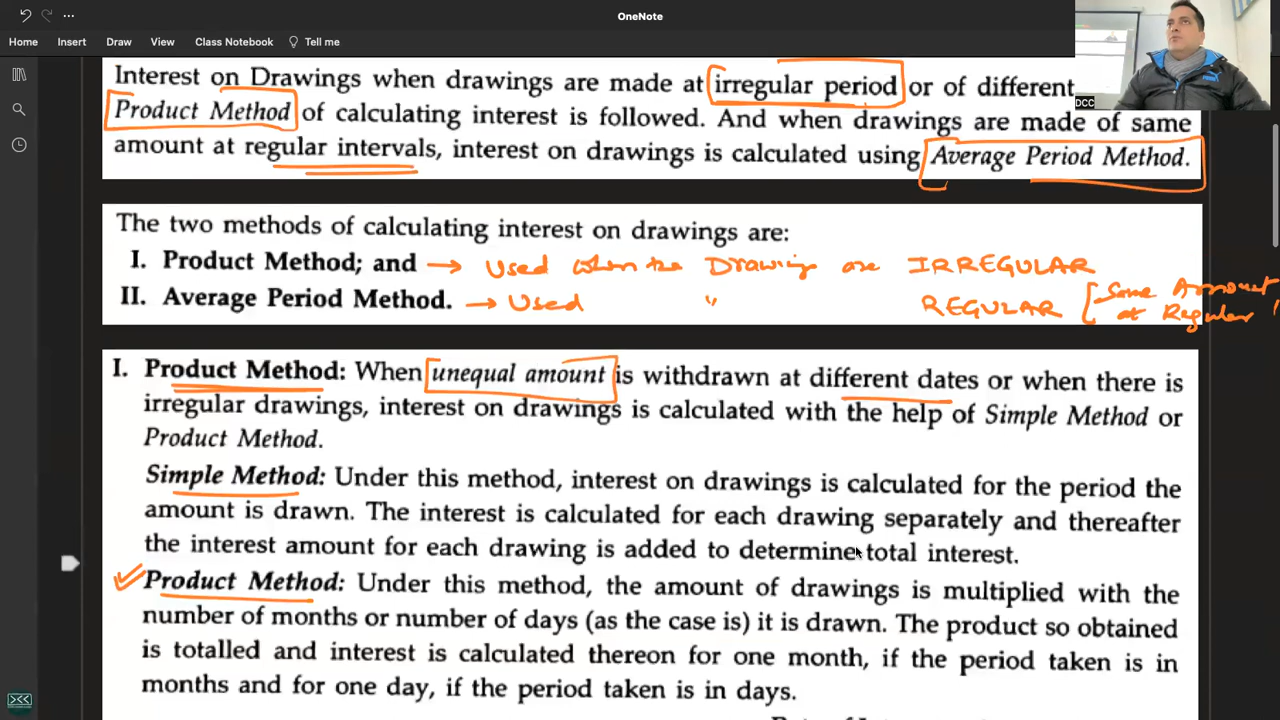 OneNote
Home Insert Draw View Class Notebook Tell me
DCC
Interest on Drawings when drawings are made at irregular period or of different
Product Method of calculating interest is followed. And when drawings are made of same
amount at regular intervals, interest on drawings is calculated using Average Period Method.
The two methods of calculating interest on drawings are:
I. Product Method; and → Used when the Drawings are IRREGULAR
II. Average Period Method. → Used " REGULAR [Same Amount
at Regular
I. Product Method: When unequal amount is withdrawn at different dates or when there is
irregular drawings, interest on drawings is calculated with the help of Simple Method or
Product Method.
Simple Method: Under this method, interest on drawings is calculated for the period the
amount is drawn. The interest is calculated for each drawing separately and thereafter
the interest amount for each drawing is added to determine total interest.
Product Method: Under this method, the amount of drawings is multiplied with the
number of months or number of days (as the case is) it is drawn. The product so obtained
is totalled and interest is calculated thereon for one month, if the period taken is in
months and for one day, if the period taken is in days.